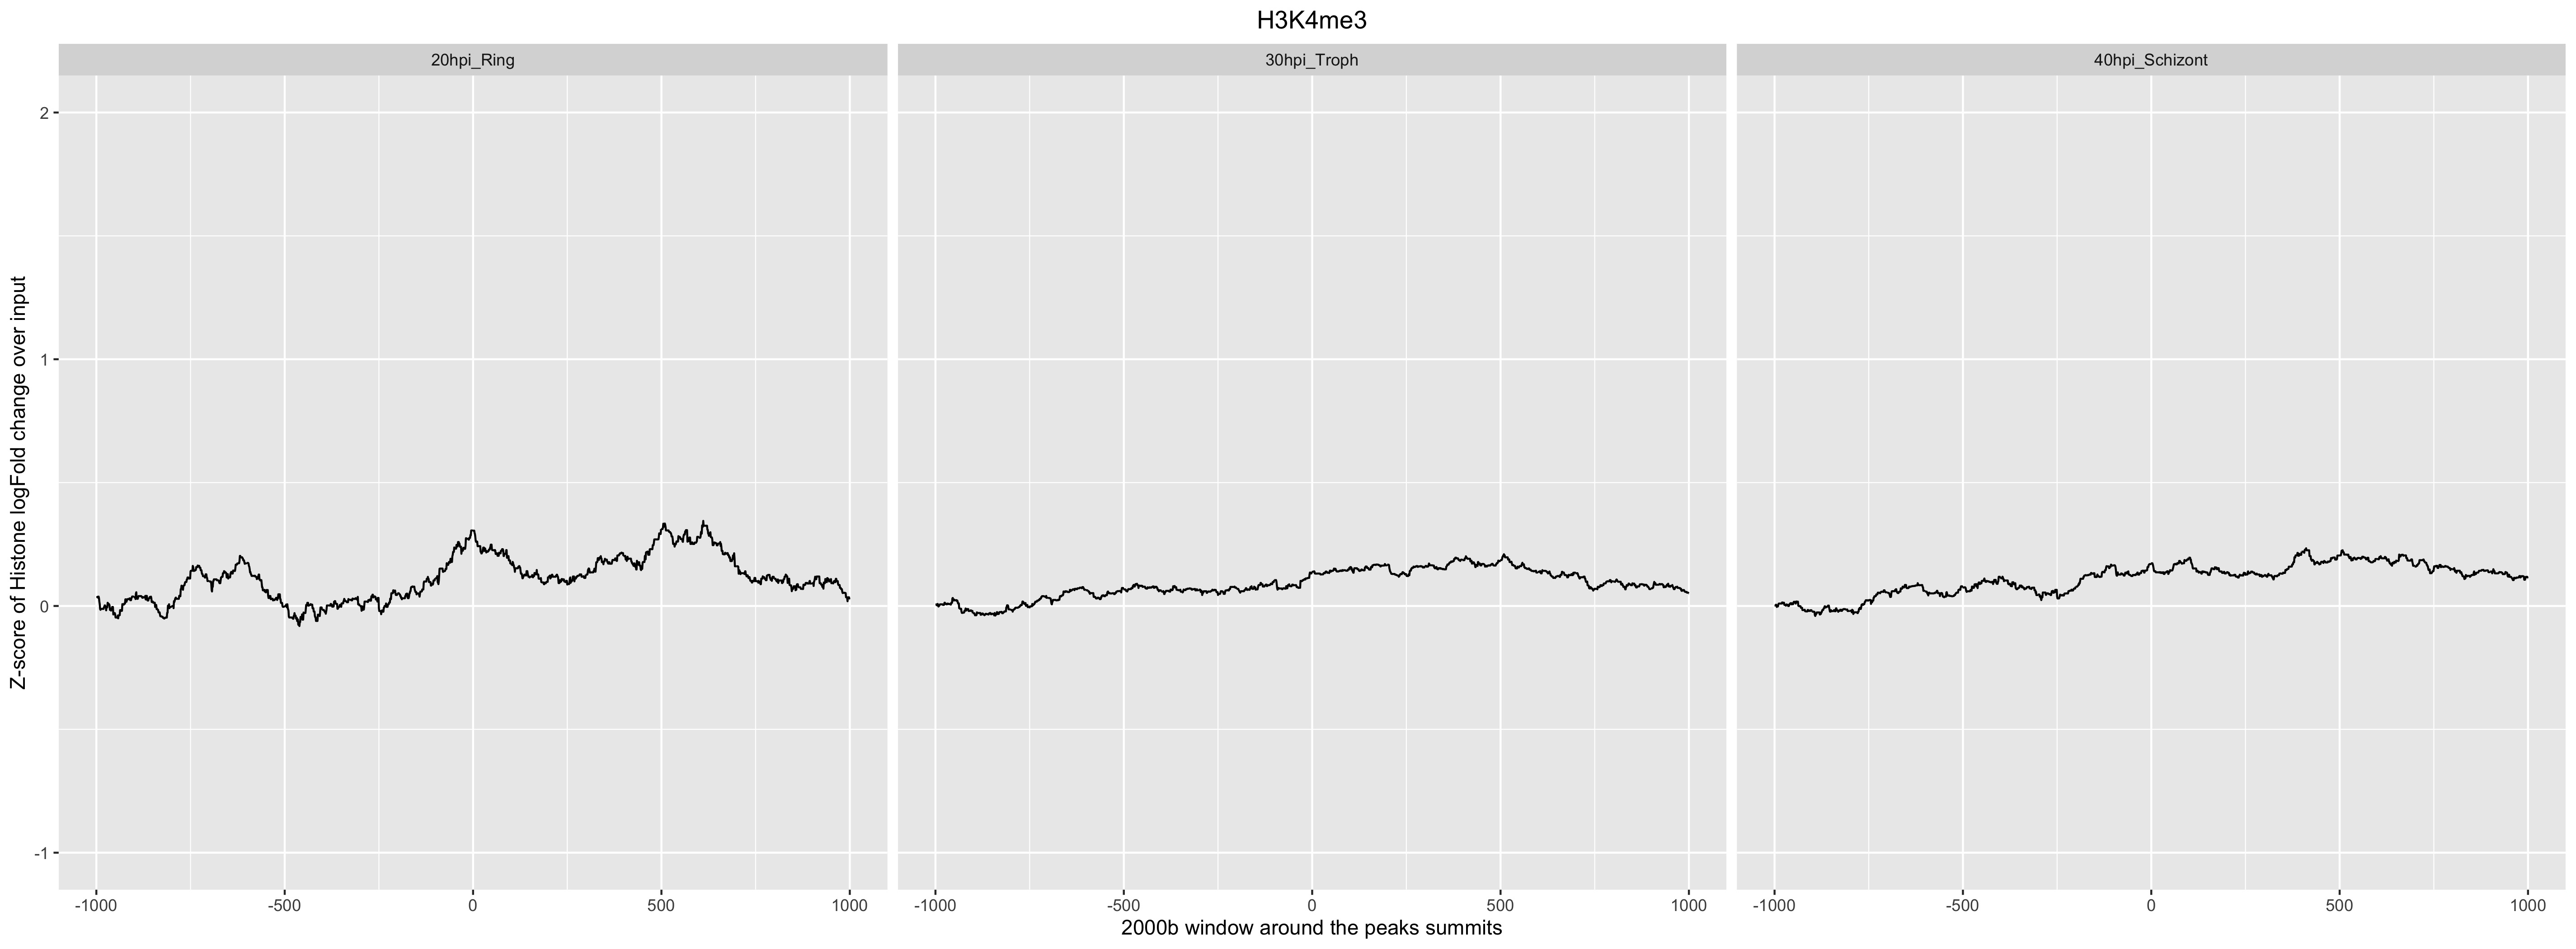 H3K4me3
20hpi_Ring
30hpi_Troph
40hpi_Schizont
Z-score of Histone logFold change over input
2
1
0
-1
-1000 -500 0 500 1000
-1000 -500 0 500 1000
-1000 -500 0 500 1000
2000b window around the peaks summits